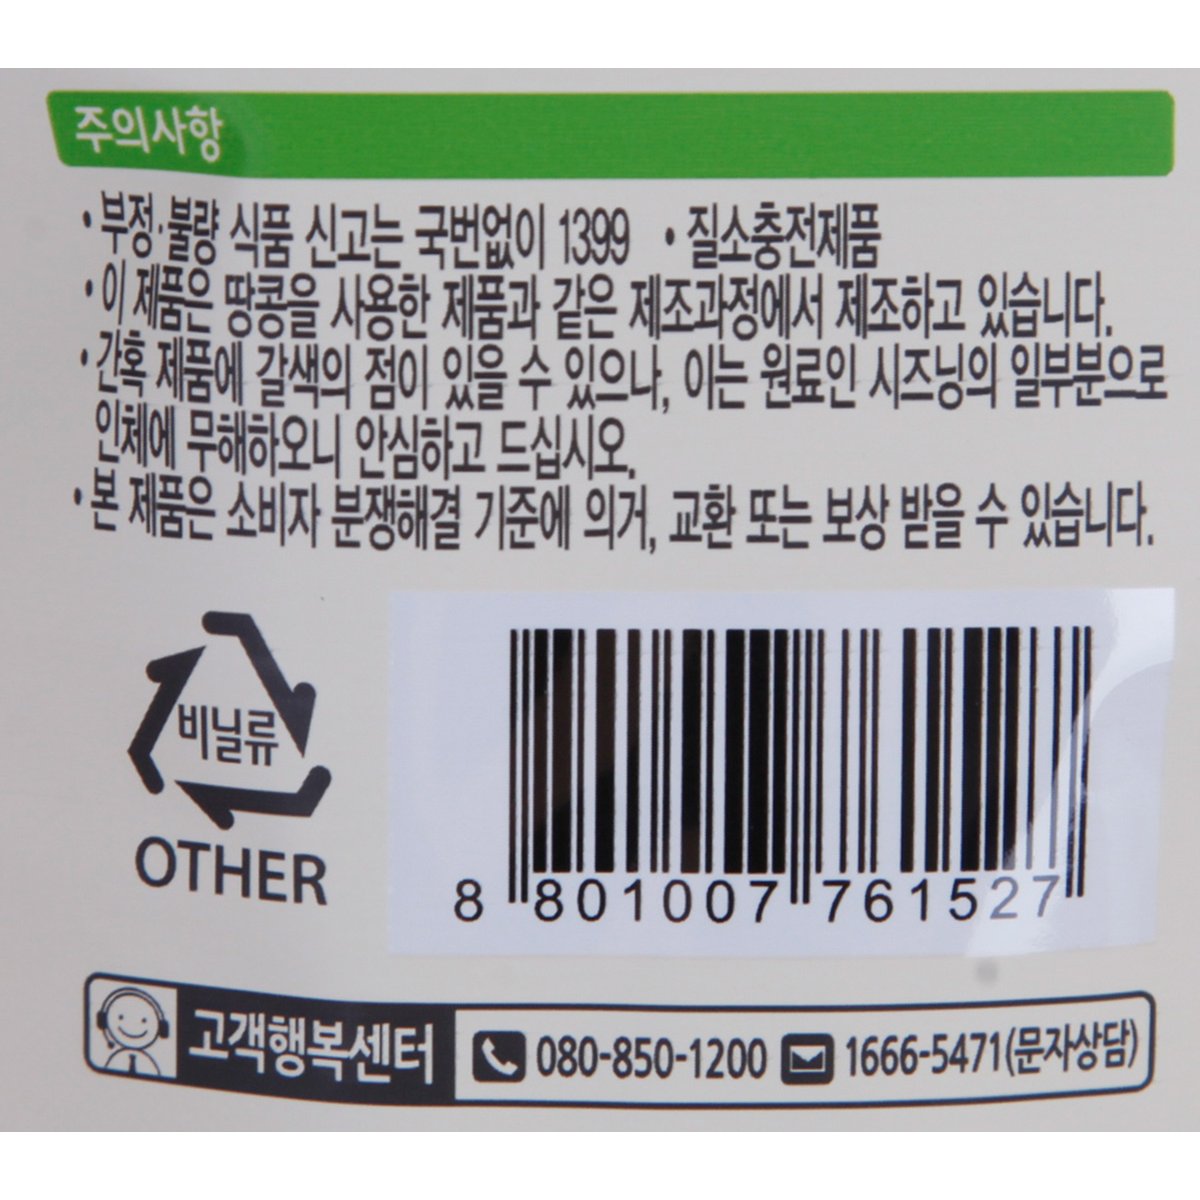 주의사항
·부정·불량 식품 신고는 국번없이 1399 ·질소충전제품
·이 제품은 땅콩을 사용한 제품과 같은 제조과정에서 제조하고 있습니다.
·간혹 제품에 갈색의 점이 있을 수 있으나, 이는 원료인 시즈닝의 일부분으로
인체에 무해하오니 안심하고 드십시오.
·본 제품은 소비자 분쟁해결 기준에 의거, 교환 또는 보상 받을 수 있습니다.
비닐류
OTHER
8 801007 761527
고객행복센터 080-850-1200 1666-5471(문자상담)